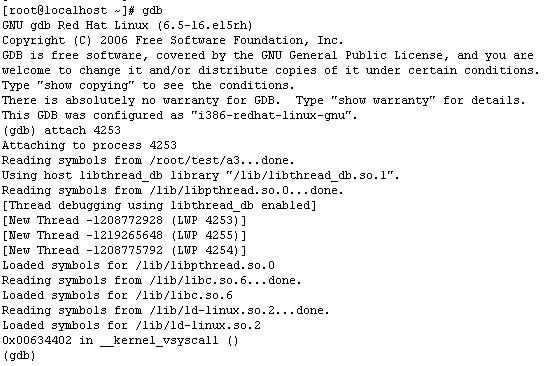 [root@localhost ~]# gdb
GNU gdb Red Hat Linux (6.5-16.el5rh)
Copyright (C) 2006 Free Software Foundation, Inc.
GDB is free software, covered by the GNU General Public License, and you are
welcome to change it and/or distribute copies of it under certain conditions.
Type "show copying" to see the conditions.
There is absolutely no warranty for GDB.  Type "show warranty" for details.
This GDB was configured as "i386-redhat-linux-gnu".
(gdb) attach 4253
Attaching to process 4253
Reading symbols from /root/test/a3...done.
Using host libthread_db library "/lib/libthread_db.so.1".
Reading symbols from /lib/libpthread.so.0...done.
[Thread debugging using libthread_db enabled]
[New Thread -1208772928 (LWP 4253)]
[New Thread -1219265648 (LWP 4255)]
[New Thread -1208775792 (LWP 4254)]
Loaded symbols for /lib/libpthread.so.0
Reading symbols from /lib/libc.so.6...done.
Loaded symbols for /lib/libc.so.6
Reading symbols from /lib/ld-linux.so.2...done.
Loaded symbols for /lib/ld-linux.so.2
0x00634402 in __kernel_vsyscall ()
(gdb)